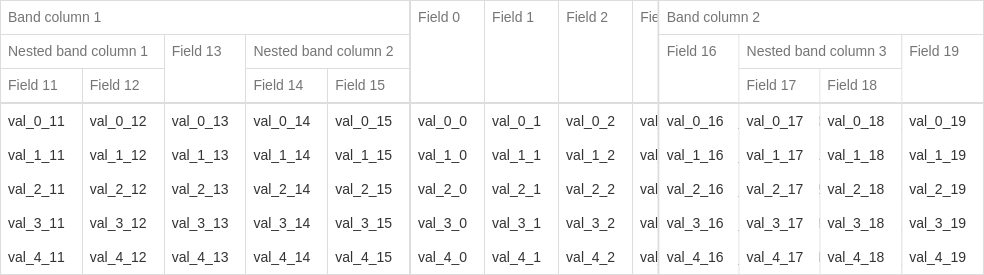 Band column 1 Field 0 Field 1 Field 2 Fie Band column 2
Nested band column 1 Field 13 Nested band column 2 Field 16 Nested band column 3 Field 19
Field 11 Field 12 Field 14 Field 15 Field 17 Field 18
val_0_11 val_0_12 val_0_13 val_0_14 val_0_15 val_0_0 val_0_1 val_0_2 val val_0_16 val_0_17 val_0_18 val_0_19
val_1_11 val_1_12 val_1_13 val_1_14 val_1_15 val_1_0 val_1_1 val_1_2 val val_1_16 val_1_17 val_1_18 val_1_19
val_2_11 val_2_12 val_2_13 val_2_14 val_2_15 val_2_0 val_2_1 val_2_2 val val_2_16 val_2_17 val_2_18 val_2_19
val_3_11 val_3_12 val_3_13 val_3_14 val_3_15 val_3_0 val_3_1 val_3_2 val val_3_16 val_3_17 val_3_18 val_3_19
val_4_11 val_4_12 val_4_13 val_4_14 val_4_15 val_4_0 val_4_1 val_4_2 val val_4_16 val_4_17 val_4_18 val_4_19